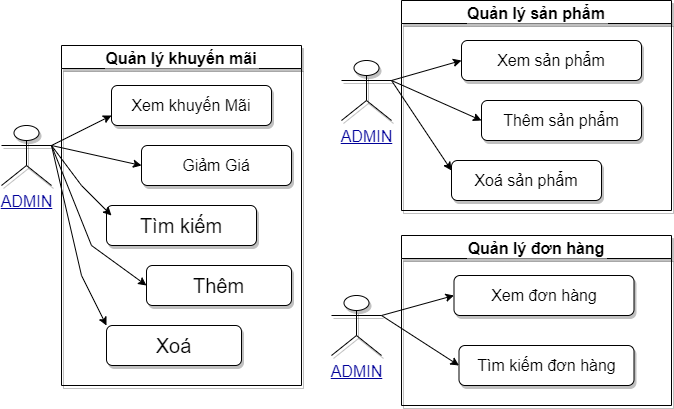 Quản lý khuyến mãi
Xem khuyến Mãi
Giảm Giá
Tìm kiếm
Thêm
Xoá
ADMIN
Quản lý sản phẩm
Xem sản phẩm
Thêm sản phẩm
Xoá sản phẩm
ADMIN
Quản lý đơn hàng
Xem đơn hàng
Tìm kiếm đơn hàng
ADMIN